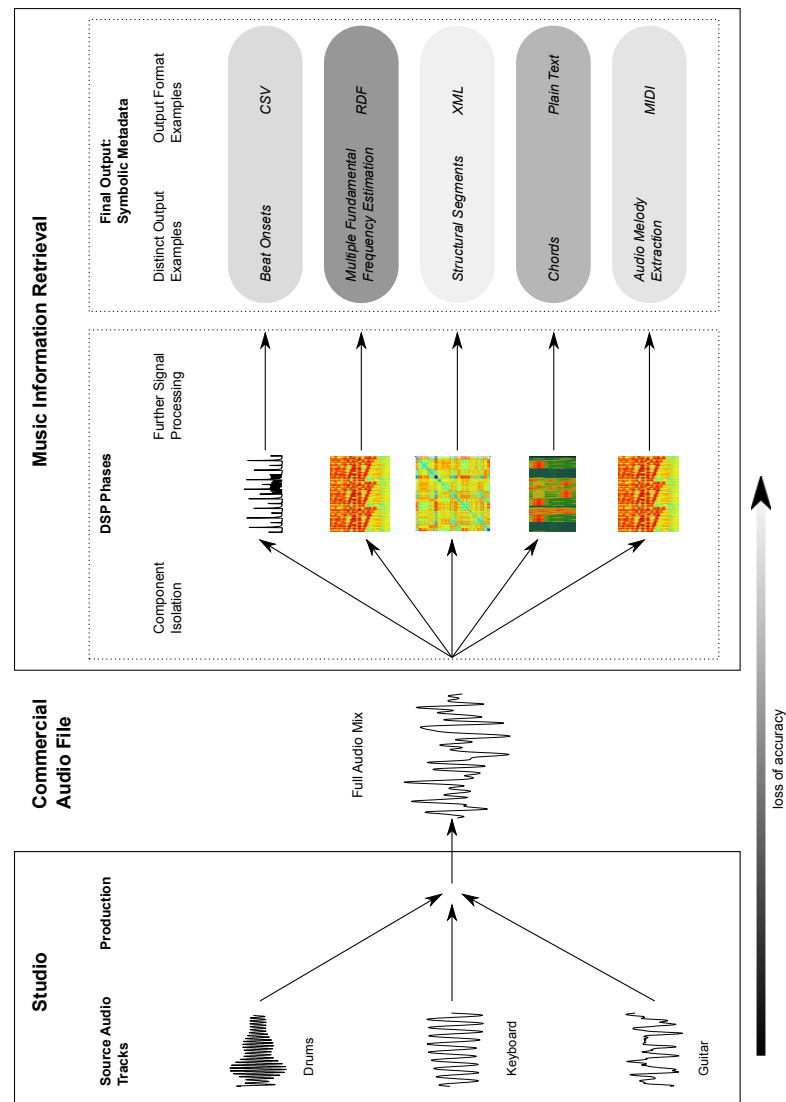 Studio
Source Audio
Tracks
Production
Drums
Keyboard
Guitar
Commercial
Audio File
Full Audio Mix
Music Information Retrieval
DSP Phases
Component
Isolation
Further Signal
Processing
Final Output:
Symbolic Metadata
Distinct Output
Examples
Output Format
Examples
Beat Onsets
CSV
Multiple Fundamental
Frequency Estimation
RDF
Structural Segments
XML
Chords
Plain Text
Audio Melody
Extraction
MIDI
loss of accuracy